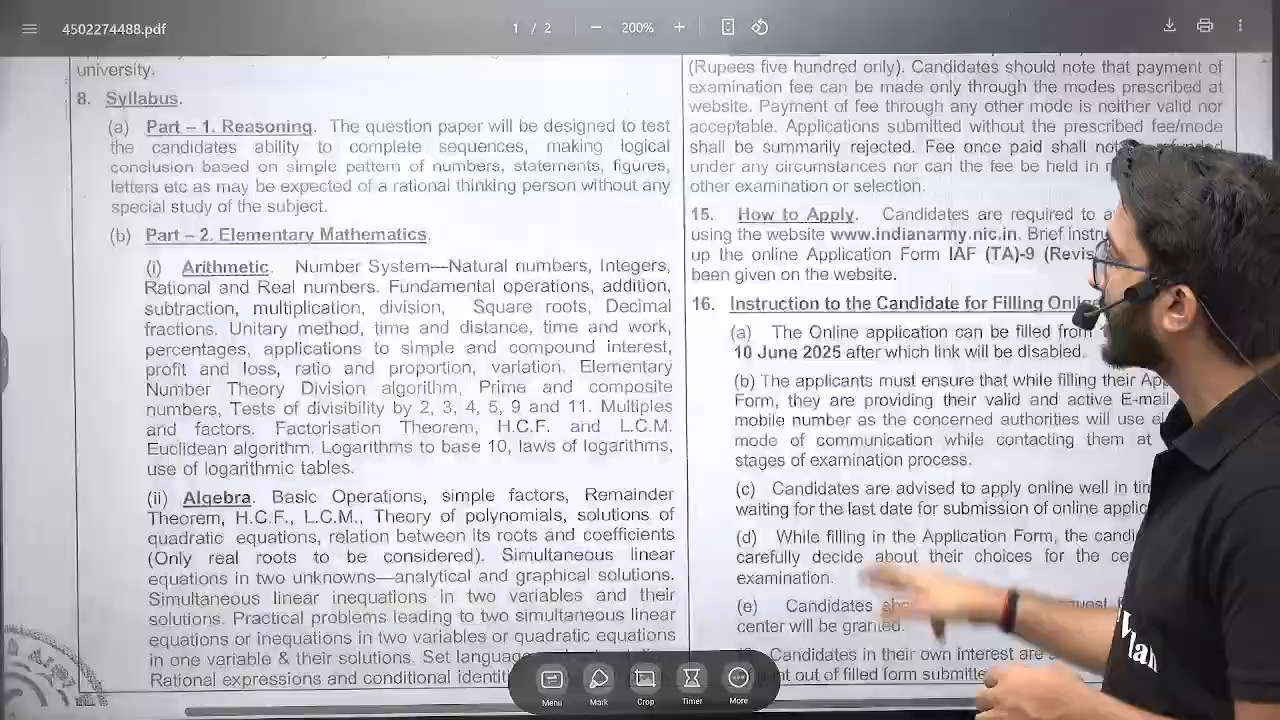 4502274488.pdf
1 / 2
200%
university.
8. Syllabus.
(a) Part – 1. Reasoning. The question paper will be designed to test
the candidates ability to complete sequences, making logical
conclusion based on simple pattern of numbers, statements, figures,
letters etc as may be expected of a rational thinking person without any
special study of the subject.
(b) Part – 2. Elementary Mathematics.
(i) Arithmetic. Number System—Natural numbers, Integers,
Rational and Real numbers. Fundamental operations, addition,
subtraction, multiplication, division, Square roots, Decimal
fractions. Unitary method, time and distance, time and work,
percentages, applications to simple and compound interest,
profit and loss, ratio and proportion, variation. Elementary
Number Theory Division algorithm, Prime and composite
numbers, Tests of divisibility by 2, 3, 4, 5, 9 and 11. Multiples
and factors. Factorisation Theorem, H.C.F. and L.C.M.
Euclidean algorithm. Logarithms to base 10, laws of logarithms,
use of logarithmic tables.
(ii) Algebra. Basic Operations, simple factors, Remainder
Theorem, H.C.F., L.C.M., Theory of polynomials, solutions of
quadratic equations, relation between its roots and coefficients
(Only real roots to be considered). Simultaneous linear
equations in two unknowns—analytical and graphical solutions.
Simultaneous linear inequations in two variables and their
solutions. Practical problems leading to two simultaneous linear
equations or inequations in two variables or quadratic equations
in one variable & their solutions. Set language
Rational expressions and conditional
(Rupees five hundred only). Candidates should note that payment of
examination fee can be made only through the modes prescribed at
website. Payment of fee through any other mode is neither valid nor
acceptable. Applications submitted without the prescribed fee/mode
shall be summarily rejected. Fee once paid shall not refunded
under any circumstances nor can the fee be held in
other examination or selection.
15. How to Apply. Candidates are required to
using the website www.indianarmy.nic.in. Brief
up the online Application Form IAF (TA)-9
been given on the website.
16. Instruction to the Candidate for Filling
(a) The Online application can be filled from
10 June 2025 after which link will be disabled.
(b) The applicants must ensure that while filling their
Form, they are providing their valid and active E-mail
mobile number as the concerned authorities will use
mode of communication while contacting them at
stages of examination process.
(c) Candidates are advised to apply online well in
waiting for the last date for submission of online
(d) While filling in the Application Form, the
carefully decide about their choices for the
examination.
(e) Candidates
center will be granted.
Candidates in their own interest are
out of filled form
Menu Mark Crop Timer More